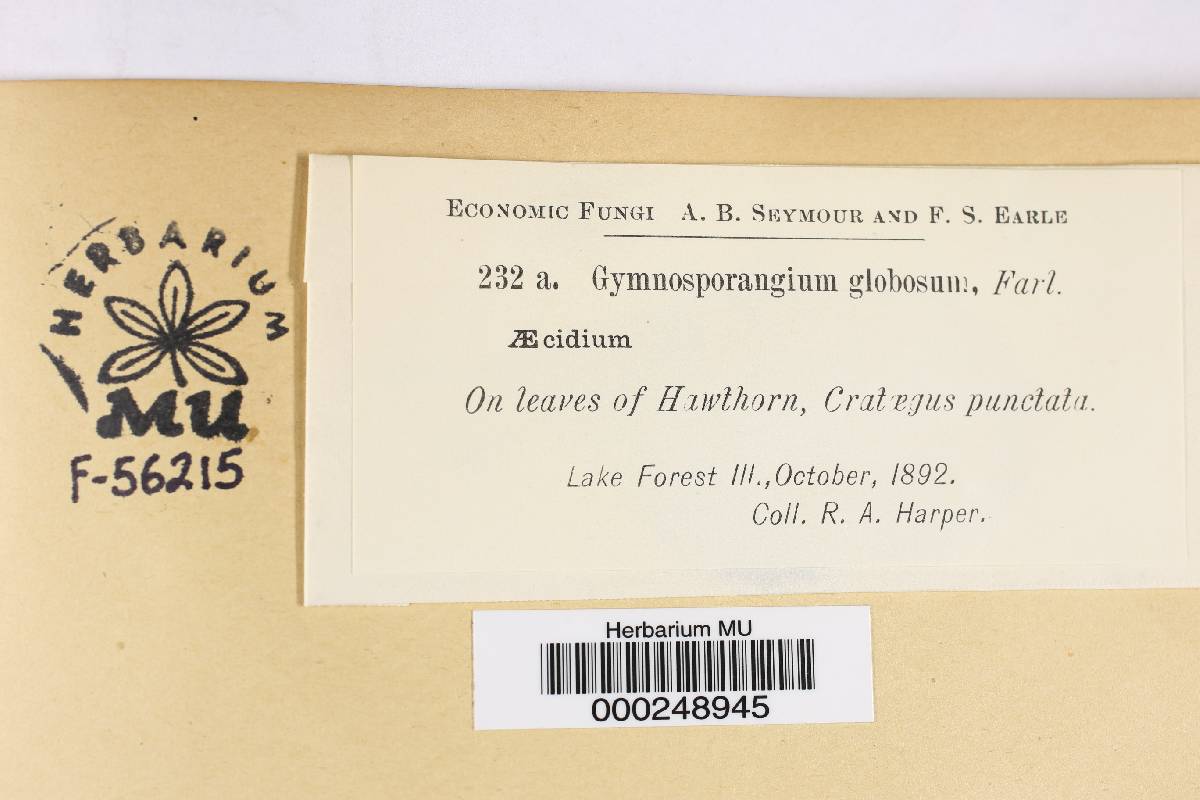 HERBARIUM
MU
F-56215
ECONOMIC FUNGI A. B. SEYMOUR AND F. S. EARLE
232 a. Gymnosporangium globosum, Farl.
Æcidium
On leaves of Hawthorn, Cratægus punctata.
Lake Forest Ill., October, 1892.
Coll. R. A. Harper.
Herbarium MU
000248945